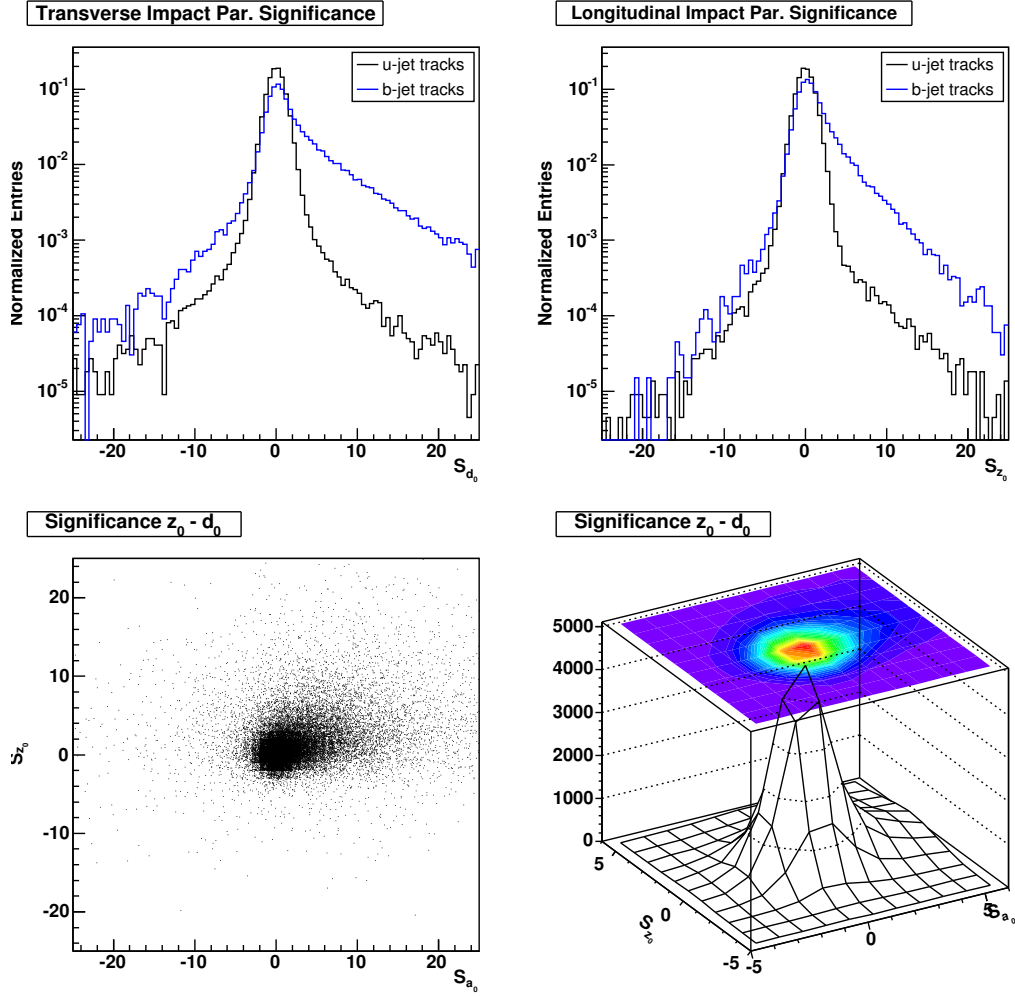 Transverse Impact Par. Significance
Normalized Entries
10⁻¹
10⁻²
10⁻³
10⁻⁴
10⁻⁵
u-jet tracks
b-jet tracks
-20 -10 0 10 20
S_d₀
Longitudinal Impact Par. Significance
Normalized Entries
10⁻¹
10⁻²
10⁻³
10⁻⁴
10⁻⁵
u-jet tracks
b-jet tracks
-20 -10 0 10 20
S_z₀
Significance z₀ - d₀
S_z₀
20
10
0
-10
-20
-20 -10 0 10 20
S_a₀
Significance z₀ - d₀
5000
4000
3000
2000
1000
0
5
0
-5
S_z₀
-5
0
5
S_a₀